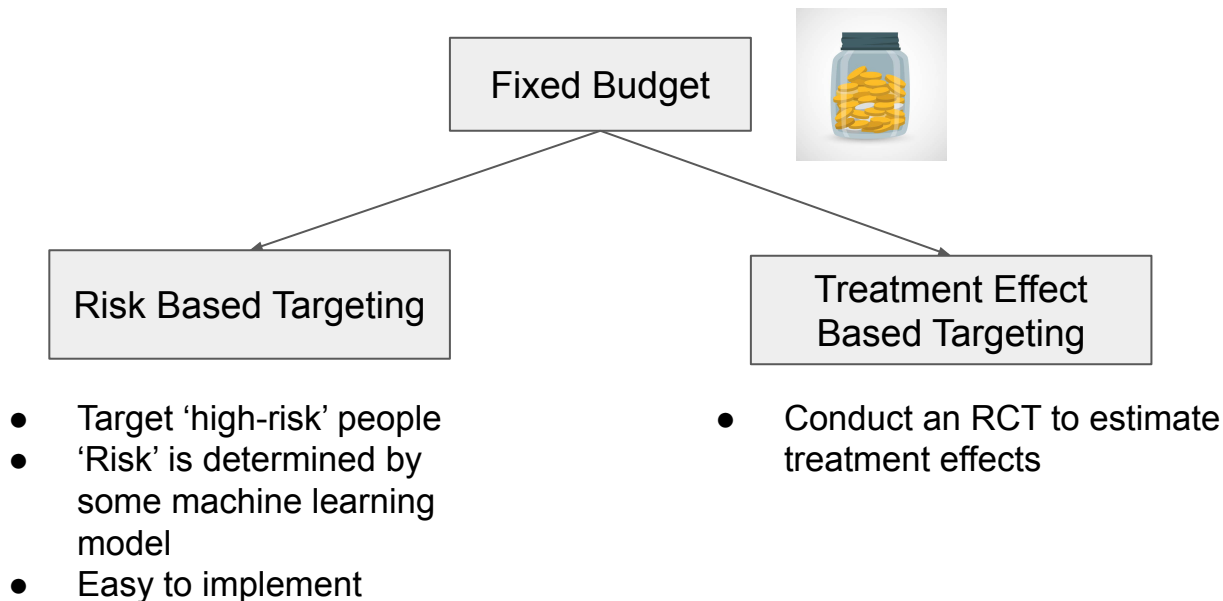 Fixed Budget
Risk Based Targeting
Treatment Effect
Based Targeting
● Target ‘high-risk’ people
● ‘Risk’ is determined by
some machine learning
model
● Easy to implement
● Conduct an RCT to estimate
treatment effects